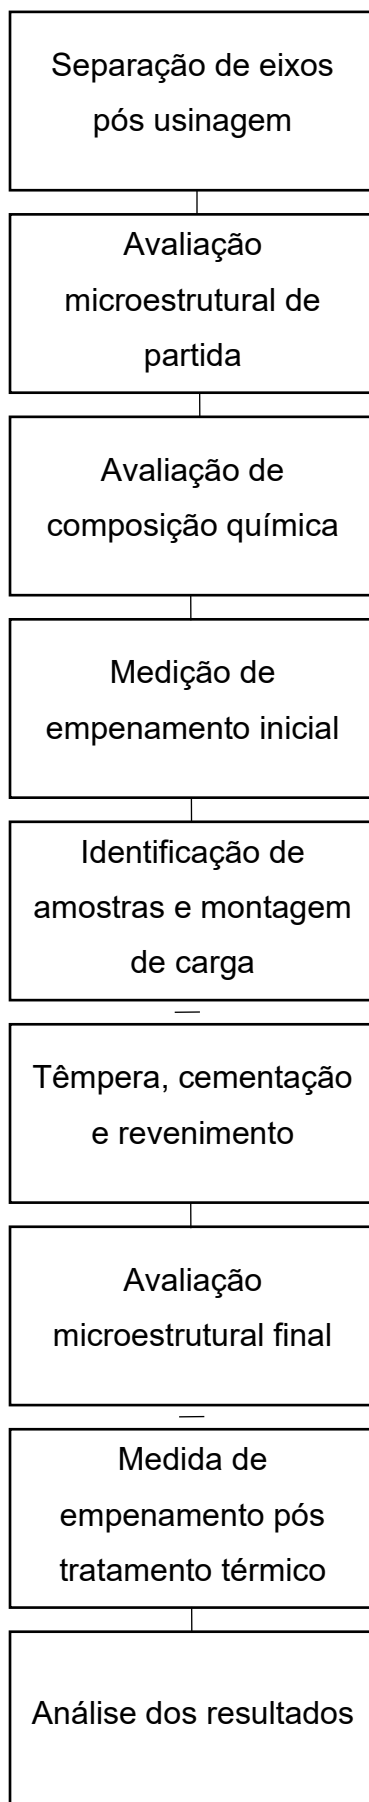 Separação de eixos
pós usinagem
Avaliação
microestrutural de
partida
Avaliação de
composição química
Medição de
empenamento inicial
Identificação de
amostras e montagem
de carga
Têmpera, cementação
e revenimento
Avaliação
microestrutural final
Medida de
empenamento pós
tratamento térmico
Análise dos resultados